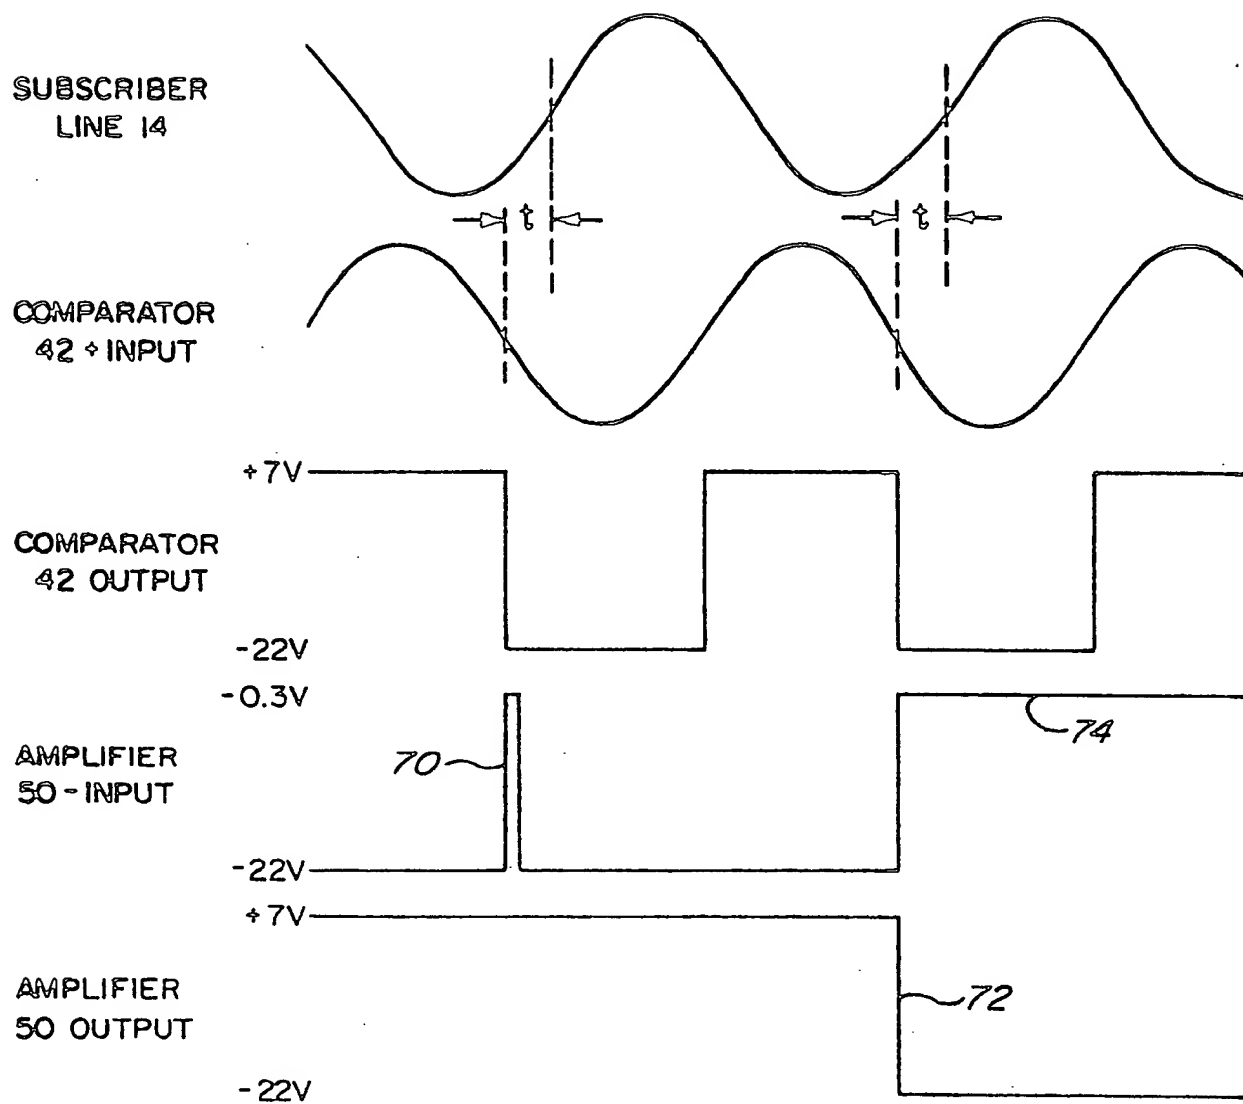 SUBSCRIBER
LINE 14
t
t
COMPARATOR
42 + INPUT
+7V
COMPARATOR
42 OUTPUT
-22V
-0.3V
AMPLIFIER
50 - INPUT
70
74
-22V
+7V
AMPLIFIER
50 OUTPUT
72
-22V